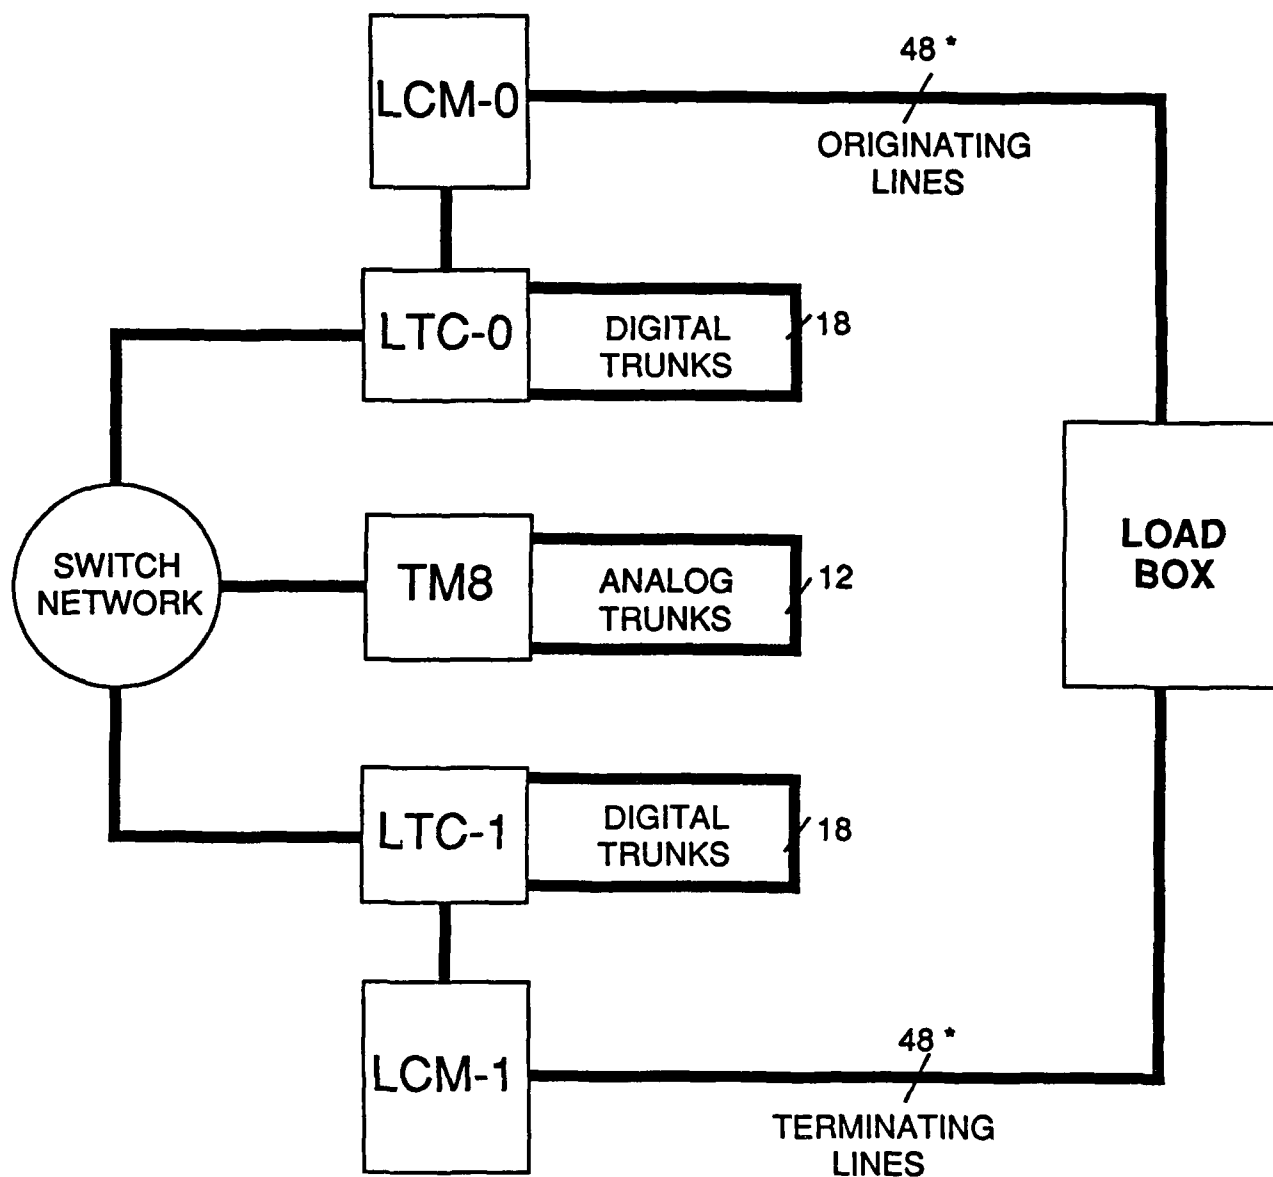 LCM-0
48 *
ORIGINATING
LINES
LTC-0
DIGITAL
TRUNKS
18
SWITCH
NETWORK
TM8
ANALOG
TRUNKS
12
LOAD
BOX
LTC-1
DIGITAL
TRUNKS
18
LCM-1
48 *
TERMINATING
LINES